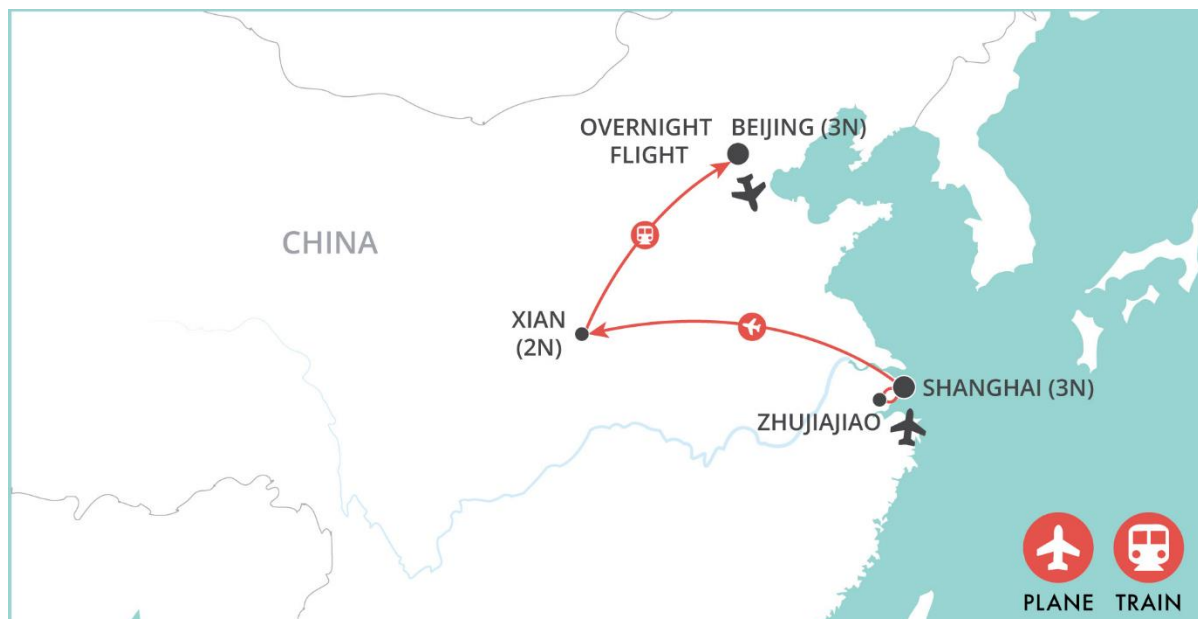 OVERNIGHT
FLIGHT
BEIJING (3N)
CHINA
XIAN
(2N)
SHANGHAI (3N)
ZHUJIAJIAO
PLANE
TRAIN